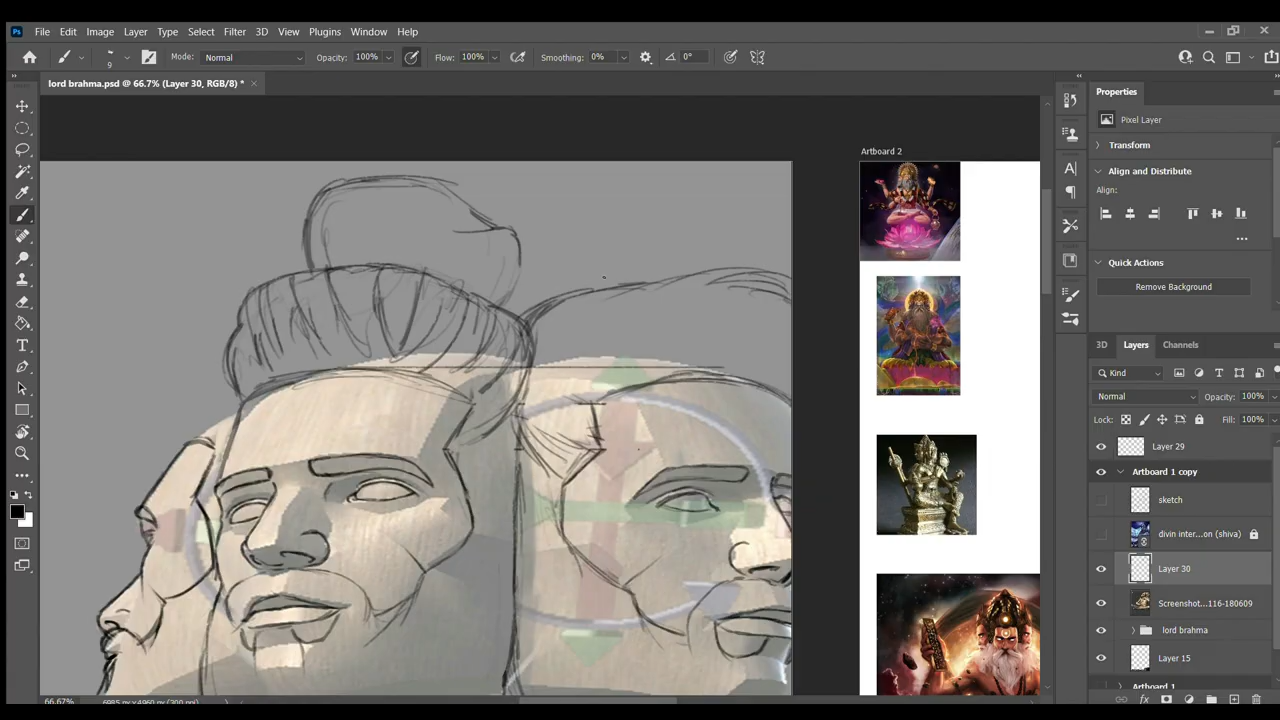 Ps File Edit Image Layer Type Select Filter 3D View Plugins Window Help
9 Mode: Normal Opacity: 100% Flow: 100% Smoothing: 0% 0°
lord brahma.psd @ 66.7% (Layer 30, RGB/8) *
Artboard 2
Properties
Pixel Layer
Transform
Align and Distribute
Align:
Quick Actions
Remove Background
3D Layers Channels
Kind
Normal Opacity: 100%
Lock: Fill: 100%
Layer 29
Artboard 1 copy
sketch
divin inter...on (shiva)
Layer 30
Screenshot...116-180609
lord brahma
Layer 15
Artboard 1
66.67%